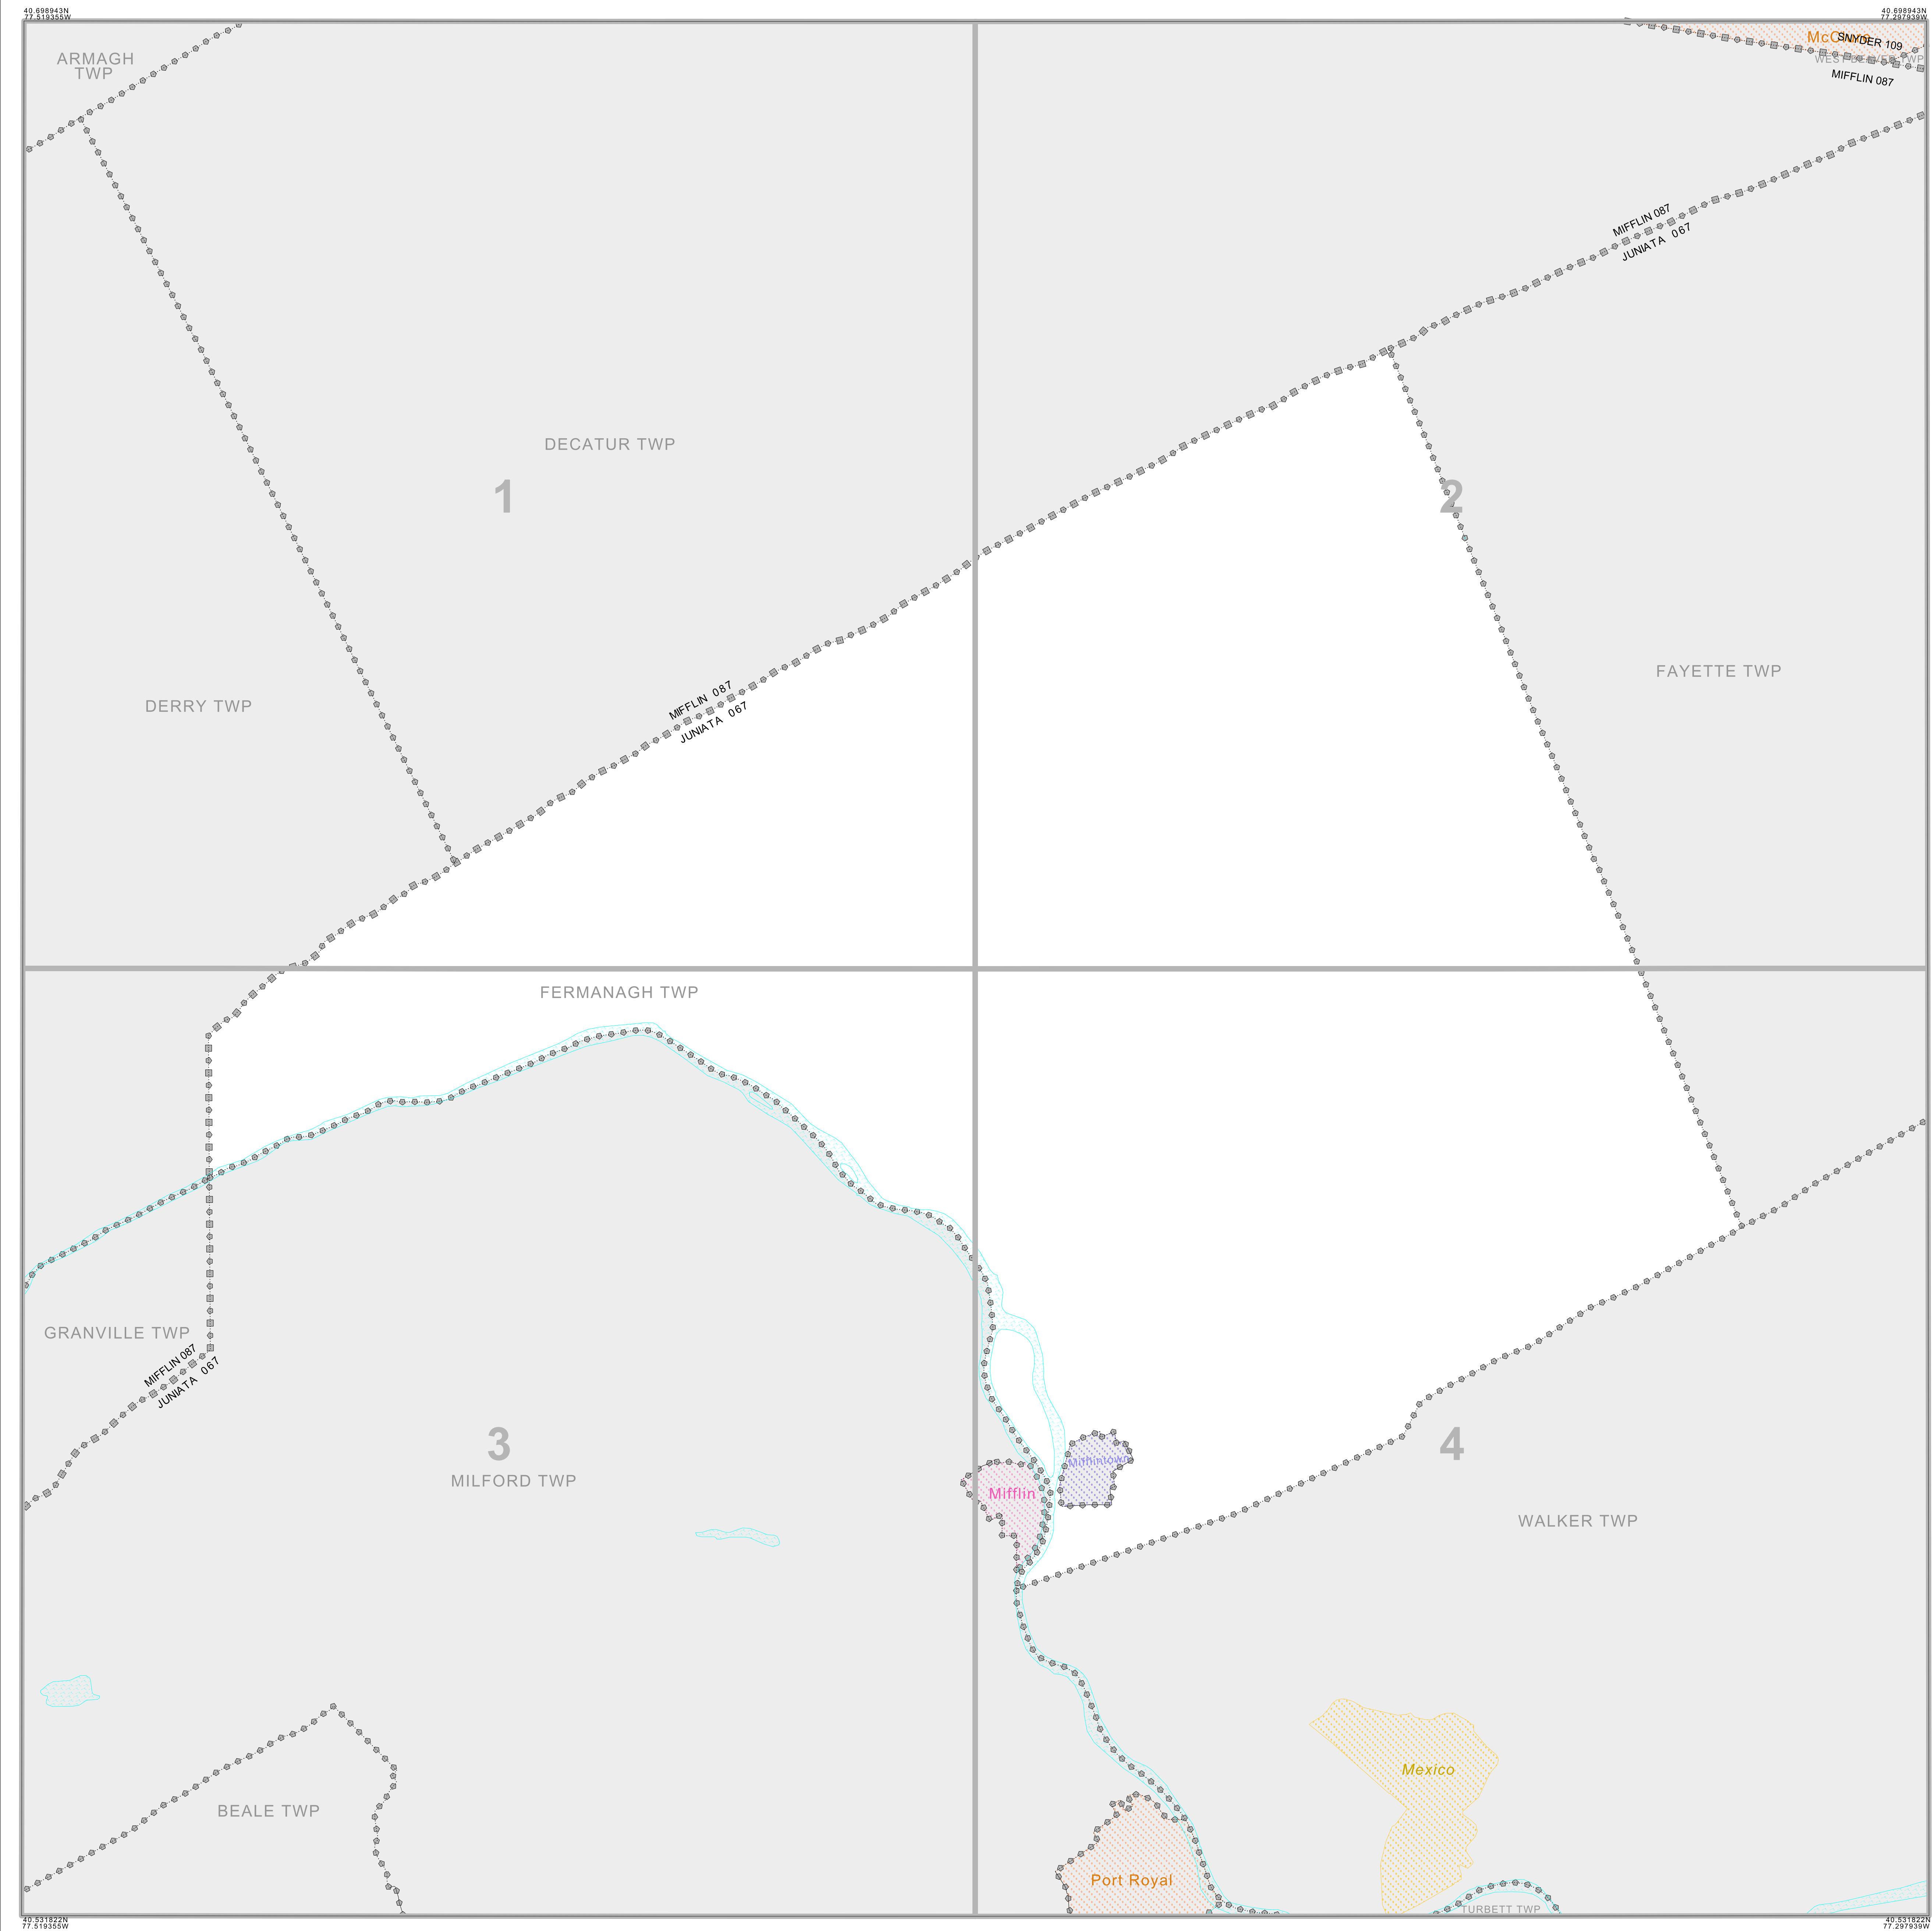 40.698943N
77.519355W
40.698943N
77.297939W
ARMAGH
TWP
SNYDER 109
WEST BEAVER TWP
MIFFLIN 087
MIFFLIN 087
JUNIATA 067
DECATUR TWP
1
2
FAYETTE TWP
DERRY TWP
MIFFLIN 087
JUNIATA 067
FERMANAGH TWP
GRANVILLE TWP
MIFFLIN 087
JUNIATA 067
3
4
MILFORD TWP
Mifflintown
Mifflin
WALKER TWP
Mexico
BEALE TWP
Port Royal
TURBETT TWP
40.531822N
77.519355W
40.531822N
77.297939W